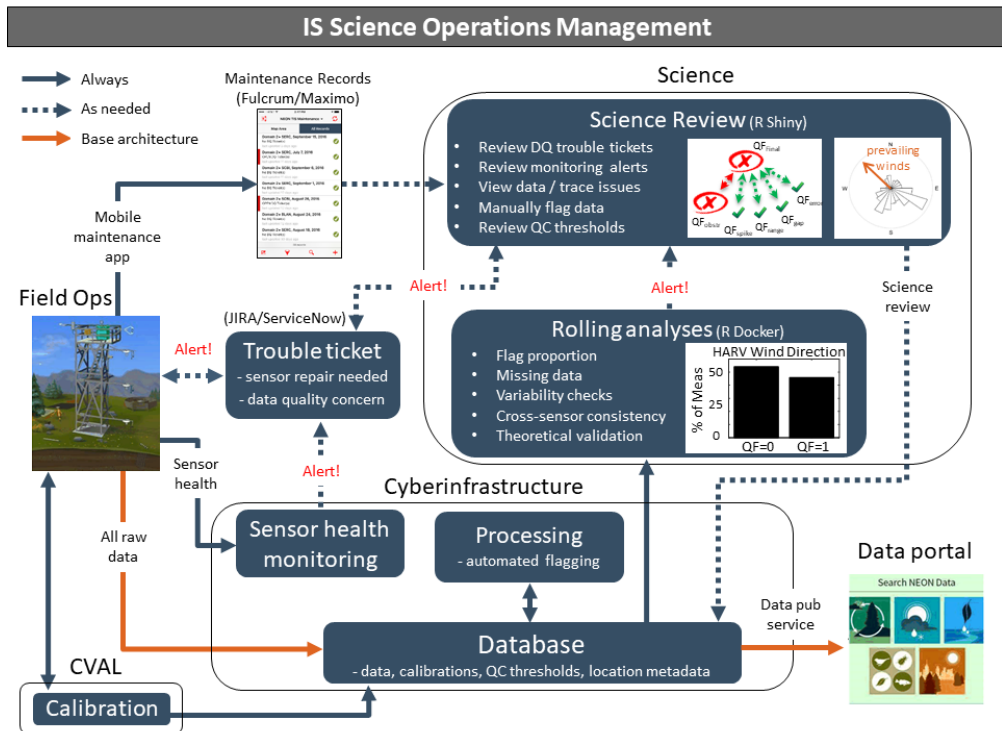 IS Science Operations Management
Always
As needed
Base architecture
Maintenance Records
(Fulcrum/Maximo)
Mobile
maintenance
app
Science
Science Review (R Shiny)
• Review DQ trouble tickets
• Review monitoring alerts
• View data / trace issues
• Manually flag data
• Review QC thresholds
QFfinal
QFspike
QFrange
QFgap
prevailing
winds
N
W
E
S
Alert!
Alert!
Science
review
Field Ops
Alert!
(JIRA/ServiceNow)
Trouble ticket
- sensor repair needed
- data quality concern
Rolling analyses (R Docker)
• Flag proportion
• Missing data
• Variability checks
• Cross-sensor consistency
• Theoretical validation
HARV Wind Direction
% of Meas
50
25
0
QF=0
QF=1
Sensor
health
Alert!
Cyberinfrastructure
Sensor health
monitoring
Processing
- automated flagging
All raw
data
Data portal
Search NEON Data
Data pub
service
Database
- data, calibrations, QC thresholds, location metadata
CVAL
Calibration